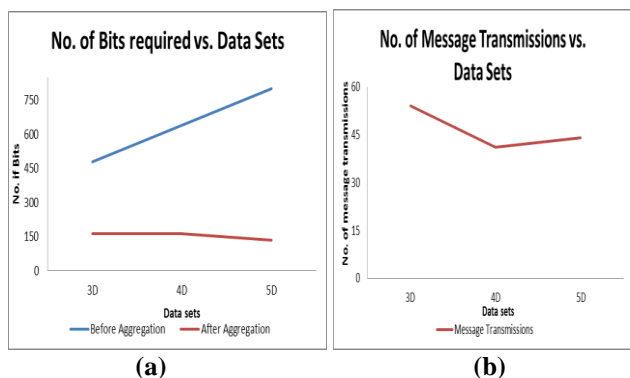 No. of Bits required vs. Data Sets
No. if Bits
750
600
450
300
150
0
3D
4D
5D
Data sets
Before Aggregation
After Aggregation
(a)
No. of Message Transmissions vs.
Data Sets
No. of message transmissions
60
45
30
15
0
3D
4D
5D
Data sets
Message Transmissions
(b)